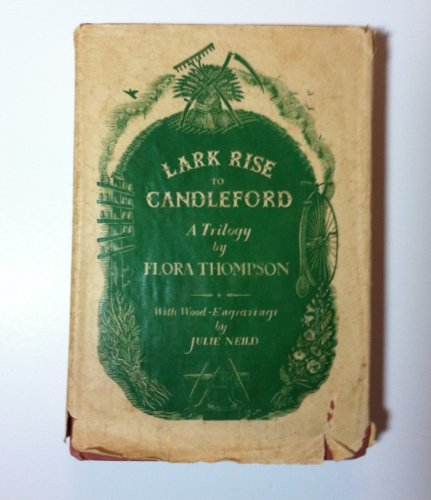 LARK RISE
TO
CANDLEFORD
A Trilogy
by
FLORA THOMPSON
With Wood-Engravings
by
JULIE NEILD